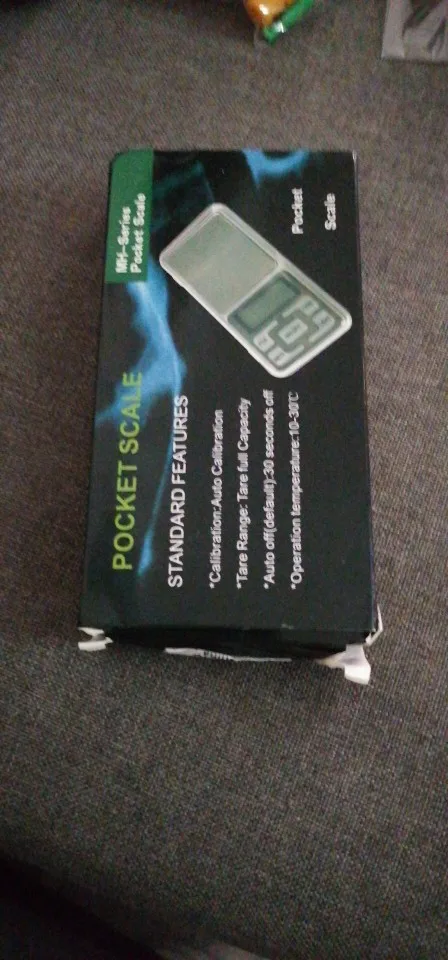 MH-Series
Pocket Scale
POCKET SCALE
Pocket
Scale
STANDARD FEATURES
*Calibration:Auto Calibration
*Tare Range: Tare full Capacity
*Auto off(default):30 seconds off
*Operation temperature:10-30℃